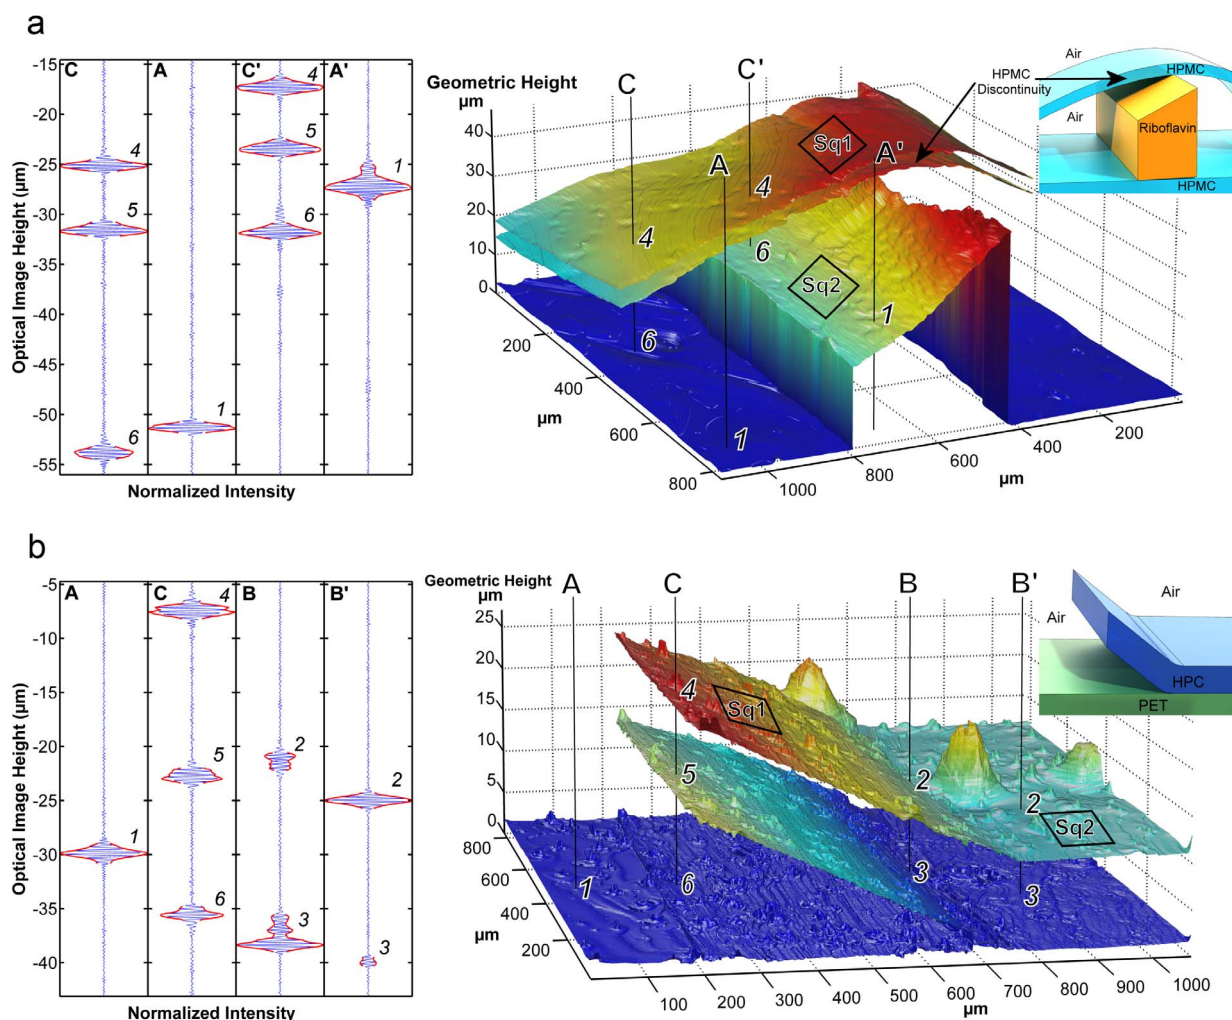 a
C A C' A'
-15
-20
-25
-30
-35
-40
-45
-50
-55
Optical Image Height (µm)
4
5
6
1
4
5
6
1
Normalized Intensity
Geometric Height
µm
40
30
20
10
0
C
C'
A
A'
Sq1
Sq2
4
4
6
6
1
1
200
400
600
800
µm
1000
800
600
400
200
µm
HPMC
Discontinuity
Air
HPMC
Air
Riboflavin
HPMC
b
A C B B'
-5
-10
-15
-20
-25
-30
-35
-40
Optical Image Height (µm)
1
4
5
6
2
3
2
3
Normalized Intensity
Geometric Height
µm
25
20
15
10
5
0
A
C
B
B'
4
Sq1
5
2
2
Sq2
1
6
3
3
800
600
400
200
µm
100
200
300
400
500
600
700
800
900
1000
µm
Air
Air
HPC
PET